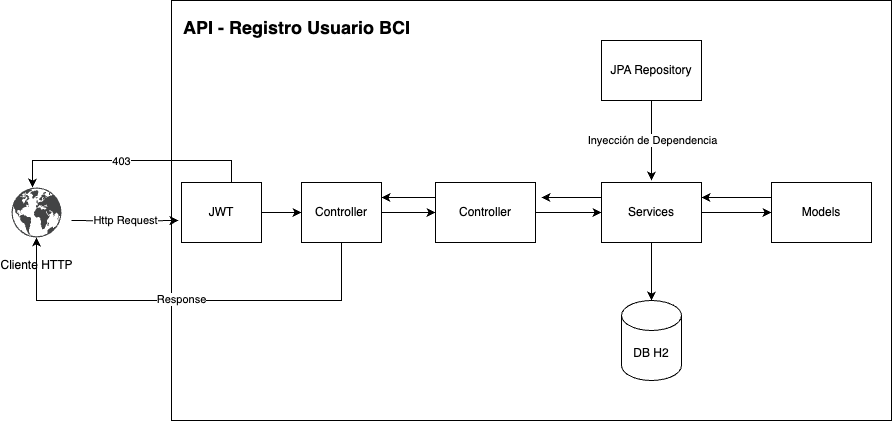 API - Registro Usuario BCI
JPA Repository
Inyección de Dependencia
403
Http Request
JWT
Controller
Controller
Services
Models
Cliente HTTP
Response
DB H2